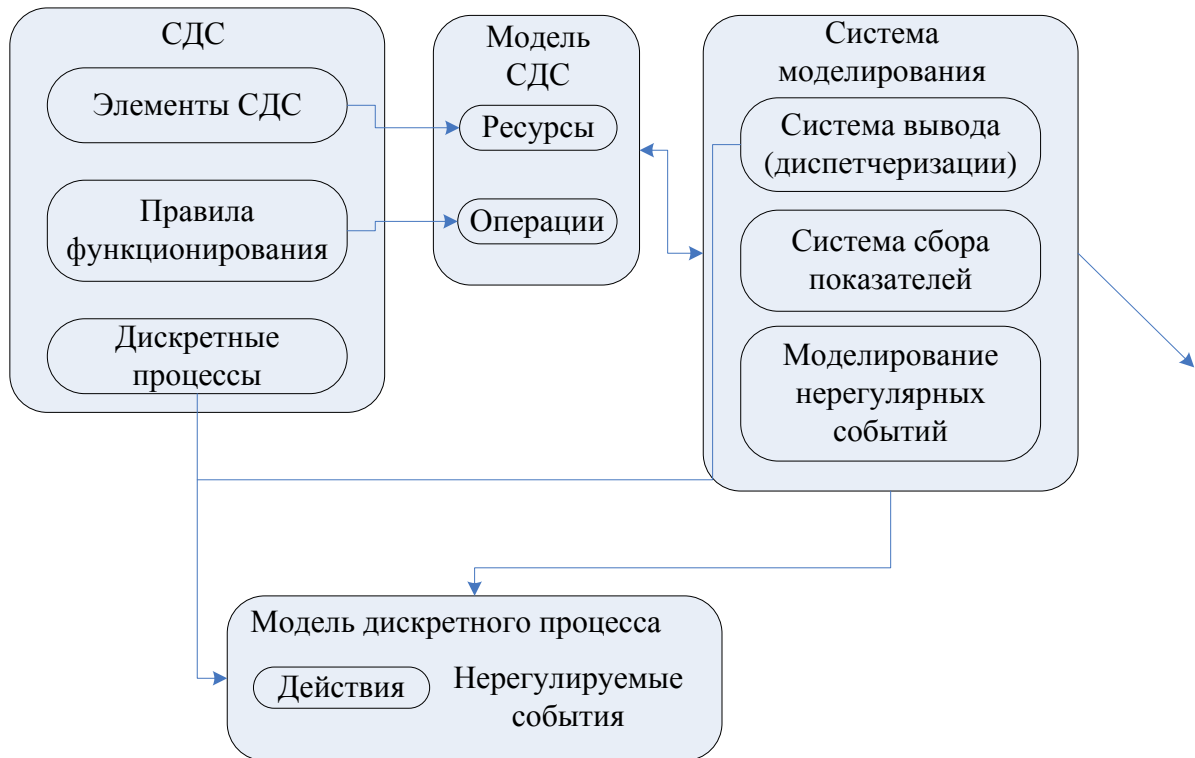 СДС
Элементы СДС
Правила
функционирования
Дискретные
процессы
Модель
СДС
Ресурсы
Операции
Система
моделирования
Система вывода
(диспетчеризации)
Система сбора
показателей
Моделирование
нерегулярных
событий
Модель дискретного процесса
Действия
Нерегулируемые
события